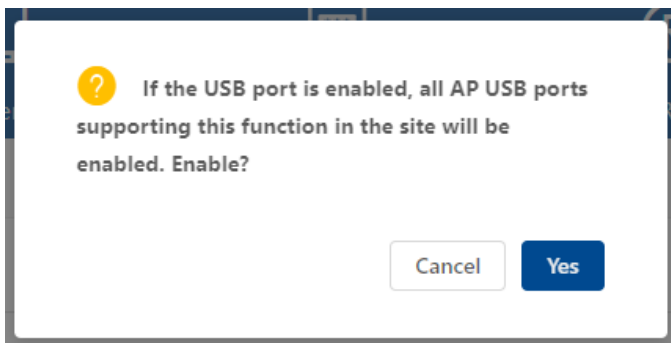 If the USB port is enabled, all AP USB ports
supporting this function in the site will be
enabled. Enable?
Cancel
Yes